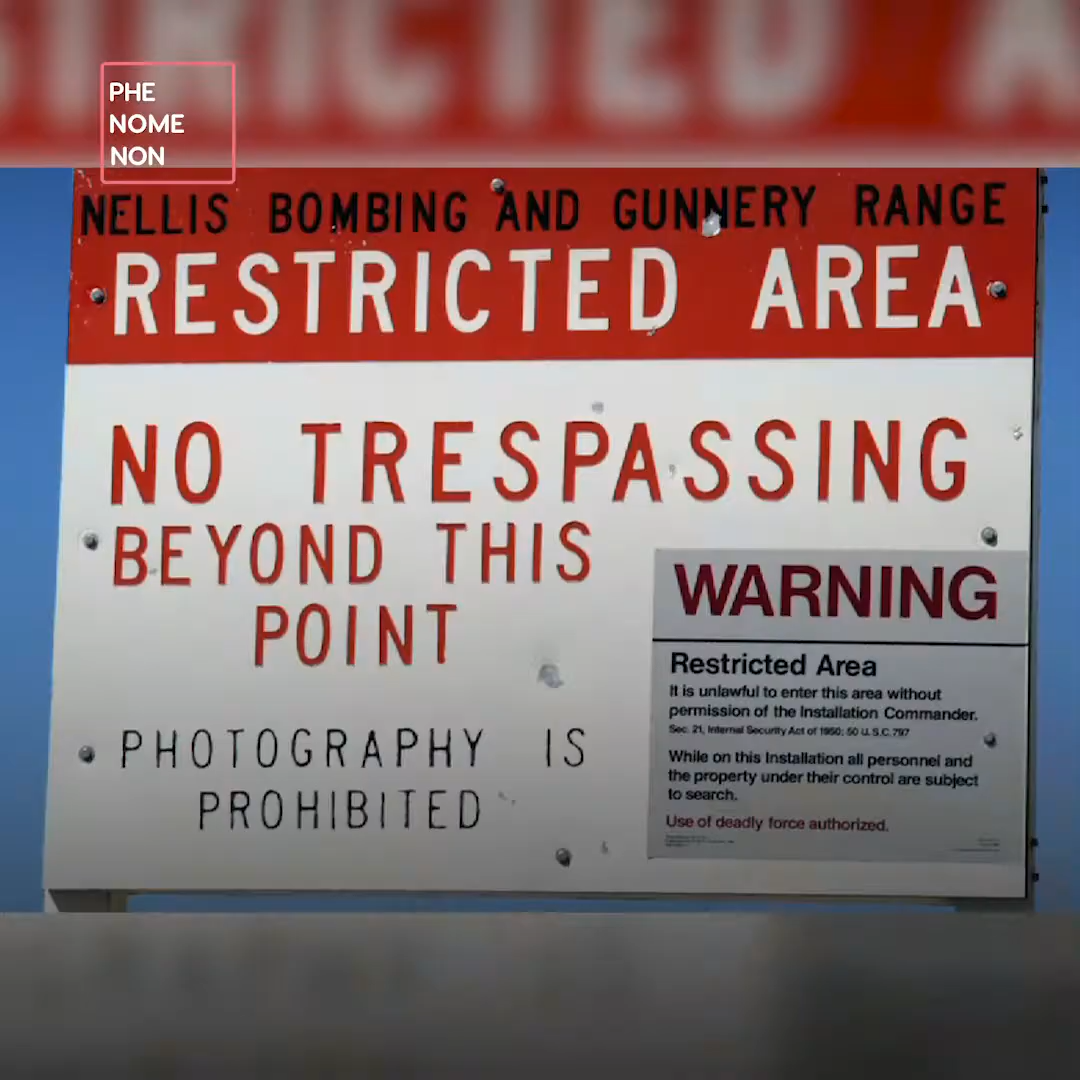 STRICTED A
PHE
NOME
NON
NELLIS BOMBING AND GUNNERY RANGE
RESTRICTED AREA
NO TRESPASSING
BEYOND THIS
POINT
PHOTOGRAPHY IS
PROHIBITED
WARNING
Restricted Area
It is unlawful to enter this area without
permission of the Installation Commander.
Sec. 21, Internal Security Act of 1950; 50 U.S.C. 797
While on this Installation all personnel and
the property under their control are subject
to search.
Use of deadly force authorized.